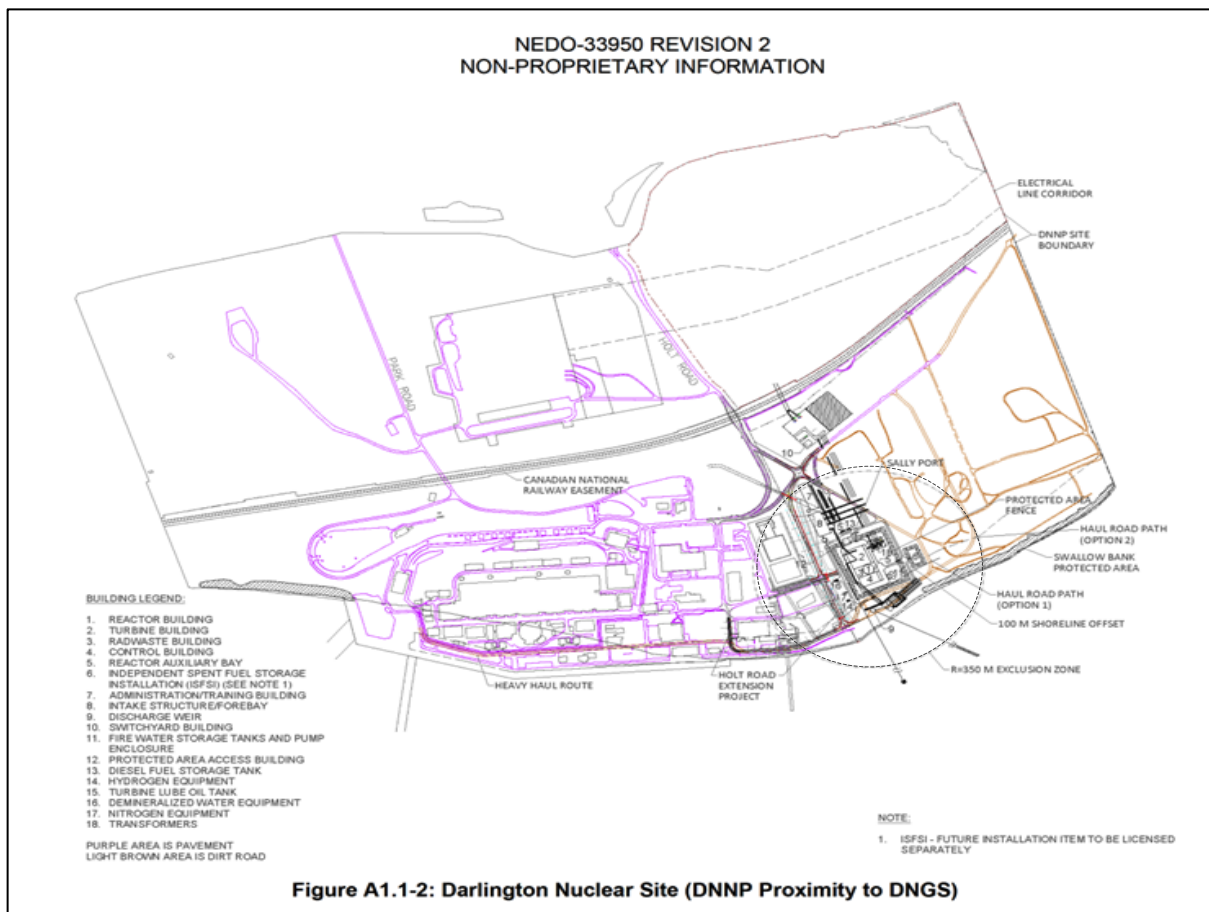 NEDO-33950 REVISION 2
NON-PROPRIETARY INFORMATION
ELECTRICAL
LINE CORRIDOR
DNNP SITE
BOUNDARY
PARK ROAD
HOLT ROAD
10
SALLY PORT
CANADIAN NATIONAL
RAILWAY EASEMENT
PROTECTED AREA
FENCE
HAUL ROAD PATH
(OPTION 2)
SWALLOW BANK
PROTECTED AREA
HAUL ROAD PATH
(OPTION 1)
100 M SHORELINE OFFSET
9
R=350 M EXCLUSION ZONE
HEAVY HAUL ROUTE
HOLT ROAD
EXTENSION
PROJECT
BUILDING LEGEND:
1. REACTOR BUILDING
2. TURBINE BUILDING
3. RADWASTE BUILDING
4. CONTROL BUILDING
5. REACTOR AUXILIARY BAY
6. INDEPENDENT SPENT FUEL STORAGE
INSTALLATION (ISFSI) (SEE NOTE 1)
7. ADMINISTRATION/TRAINING BUILDING
8. INTAKE STRUCTURE/FOREBAY
9. DISCHARGE WEIR
10. SWITCHYARD BUILDING
11. FIRE WATER STORAGE TANKS AND PUMP
ENCLOSURE
12. PROTECTED AREA ACCESS BUILDING
13. DIESEL FUEL STORAGE TANK
14. HYDROGEN EQUIPMENT
15. TURBINE LUBE OIL TANK
16. DEMINERALIZED WATER EQUIPMENT
17. NITROGEN EQUIPMENT
18. TRANSFORMERS
PURPLE AREA IS PAVEMENT
LIGHT BROWN AREA IS DIRT ROAD
NOTE:
1. ISFSI - FUTURE INSTALLATION ITEM TO BE LICENSED
SEPARATELY
Figure A1.1-2: Darlington Nuclear Site (DNNP Proximity to DNGS)